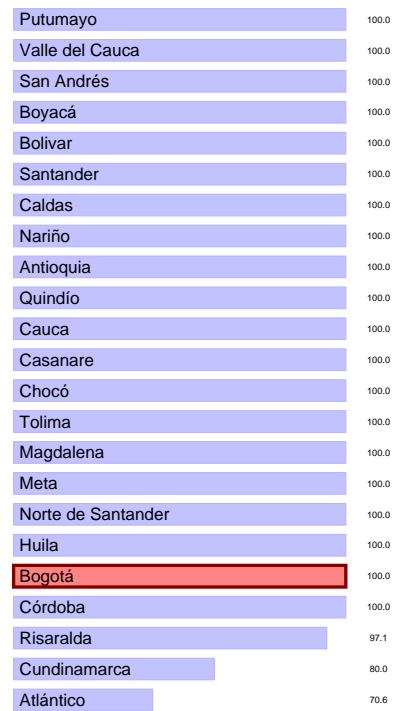 Putumayo 100.0
Valle del Cauca 100.0
San Andrés 100.0
Boyacá 100.0
Bolivar 100.0
Santander 100.0
Caldas 100.0
Nariño 100.0
Antioquia 100.0
Quindío 100.0
Cauca 100.0
Casanare 100.0
Chocó 100.0
Tolima 100.0
Magdalena 100.0
Meta 100.0
Norte de Santander 100.0
Huila 100.0
Bogotá 100.0
Córdoba 100.0
Risaralda 97.1
Cundinamarca 80.0
Atlántico 70.6